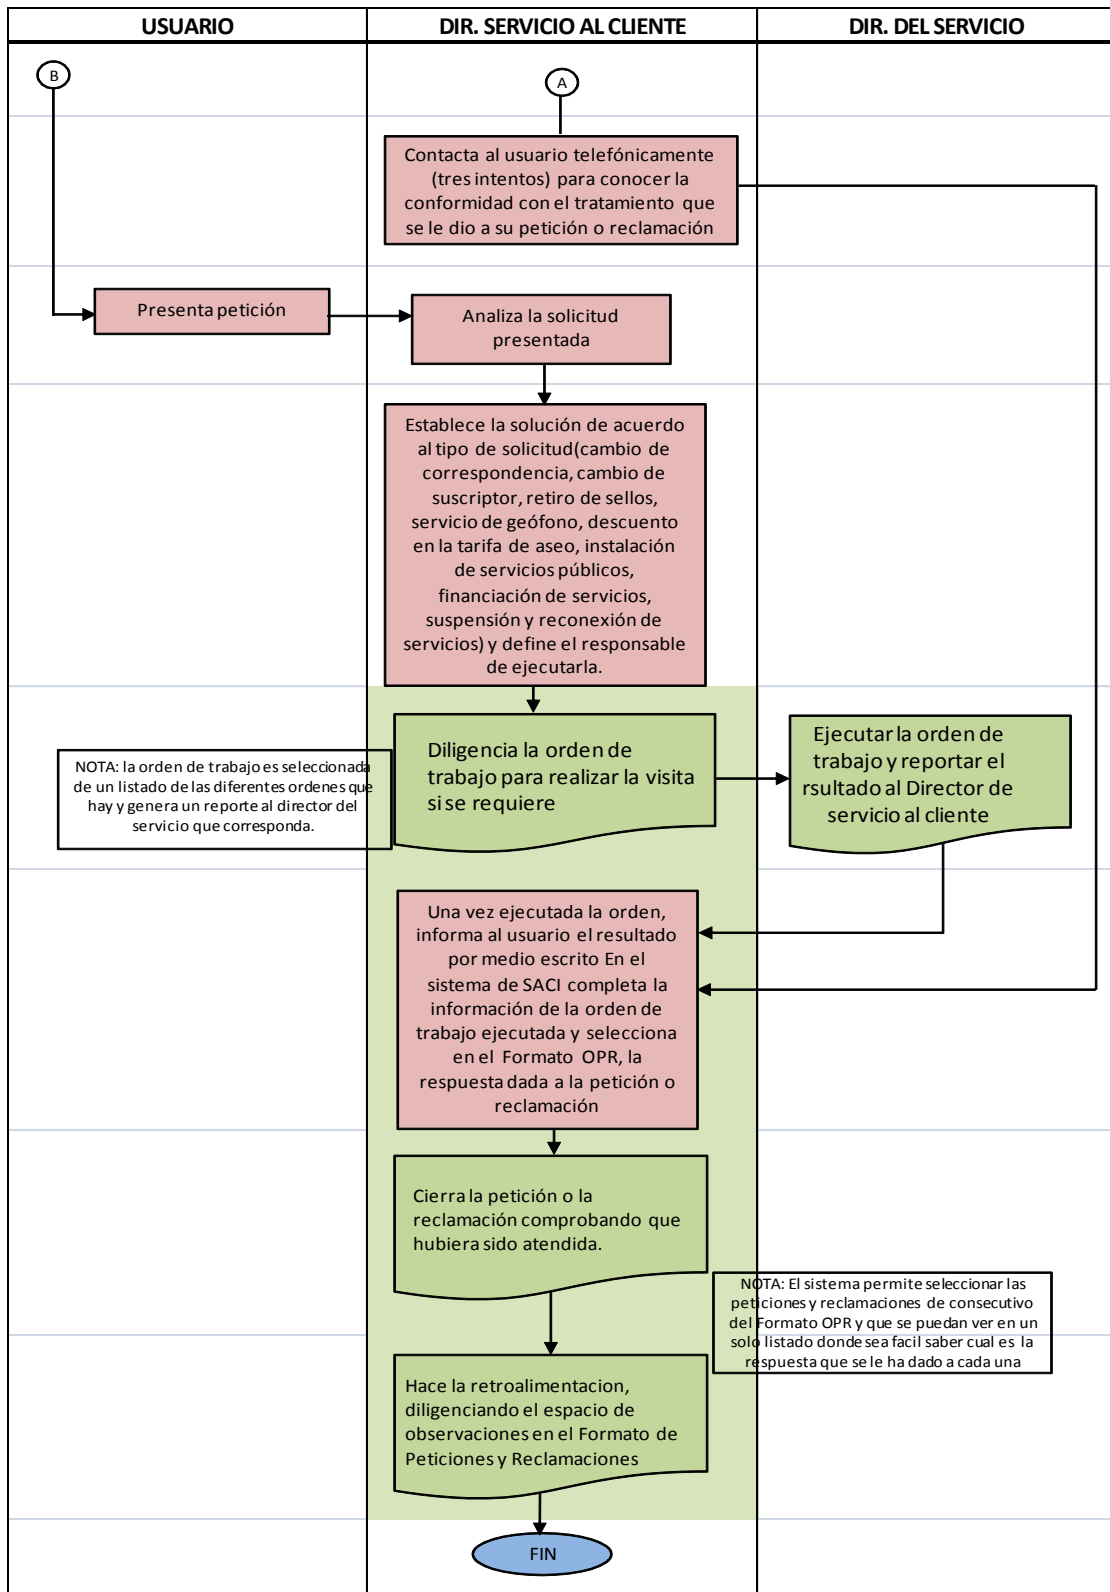 USUARIO
DIR. SERVICIO AL CLIENTE
DIR. DEL SERVICIO
B
A
Contacta al usuario telefónicamente
(tres intentos) para conocer la
conformidad con el tratamiento que
se le dio a su petición o reclamación
Presenta petición
Analiza la solicitud
presentada
Establece la solución de acuerdo
al tipo de solicitud(cambio de
correspondencia, cambio de
suscriptor, retiro de sellos,
servicio de geófono, descuento
en la tarifa de aseo, instalación
de servicios públicos,
financiación de servicios,
suspensión y reconexión de
servicios) y define el responsable
de ejecutarla.
NOTA: la orden de trabajo es seleccionada
de un listado de las diferentes ordenes que
hay y genera un reporte al director del
servicio que corresponda.
Diligencia la orden de
trabajo para realizar la visita
si se requiere
Ejecutar la orden de
trabajo y reportar el
rsultado al Director de
servicio al cliente
Una vez ejecutada la orden,
informa al usuario el resultado
por medio escrito En el
sistema de SACI completa la
información de la orden de
trabajo ejecutada y selecciona
en el Formato OPR, la
respuesta dada a la petición o
reclamación
Cierra la petición o la
reclamación comprobando que
hubiera sido atendida.
NOTA: El sistema permite seleccionar las
peticiones y reclamaciones de consecutivo
del Formato OPR y que se puedan ver en un
solo listado donde sea facil saber cual es la
respuesta que se le ha dado a cada una
Hace la retroalimentacion,
diligenciando el espacio de
observaciones en el Formato de
Peticiones y Reclamaciones
FIN